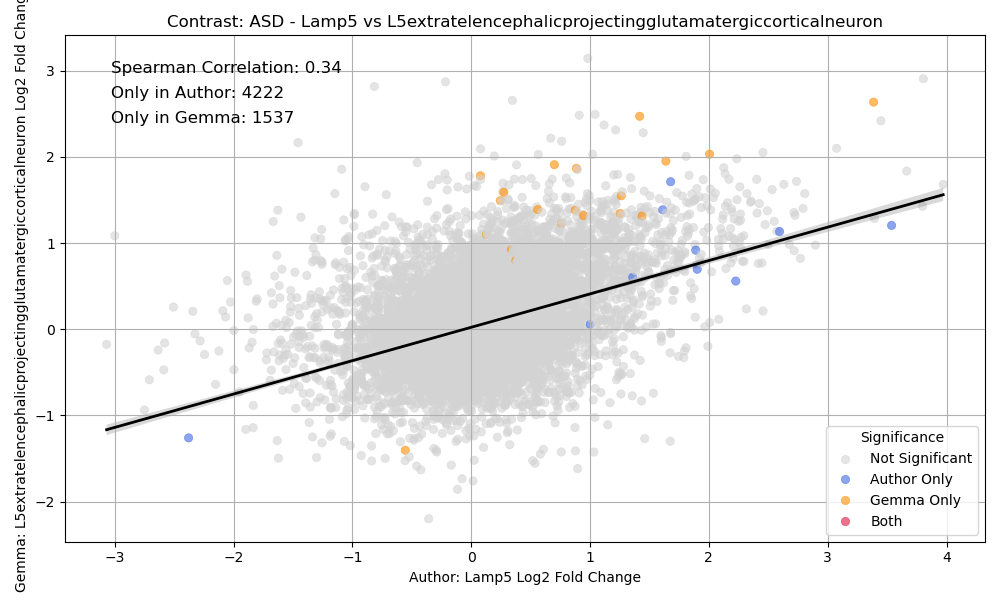 Contrast: ASD - Lamp5 vs L5extratelencephalicprojectingglutamatergiccorticalneuron
Gemma: L5extratelencephalicprojectingglutamatergiccorticalneuron Log2 Fold Chang
Spearman Correlation: 0.34
Only in Author: 4222
Only in Gemma: 1537
3
2
1
0
−1
−2
Significance
Not Significant
Author Only
Gemma Only
Both
−3 −2 −1 0 1 2 3 4
Author: Lamp5 Log2 Fold Change